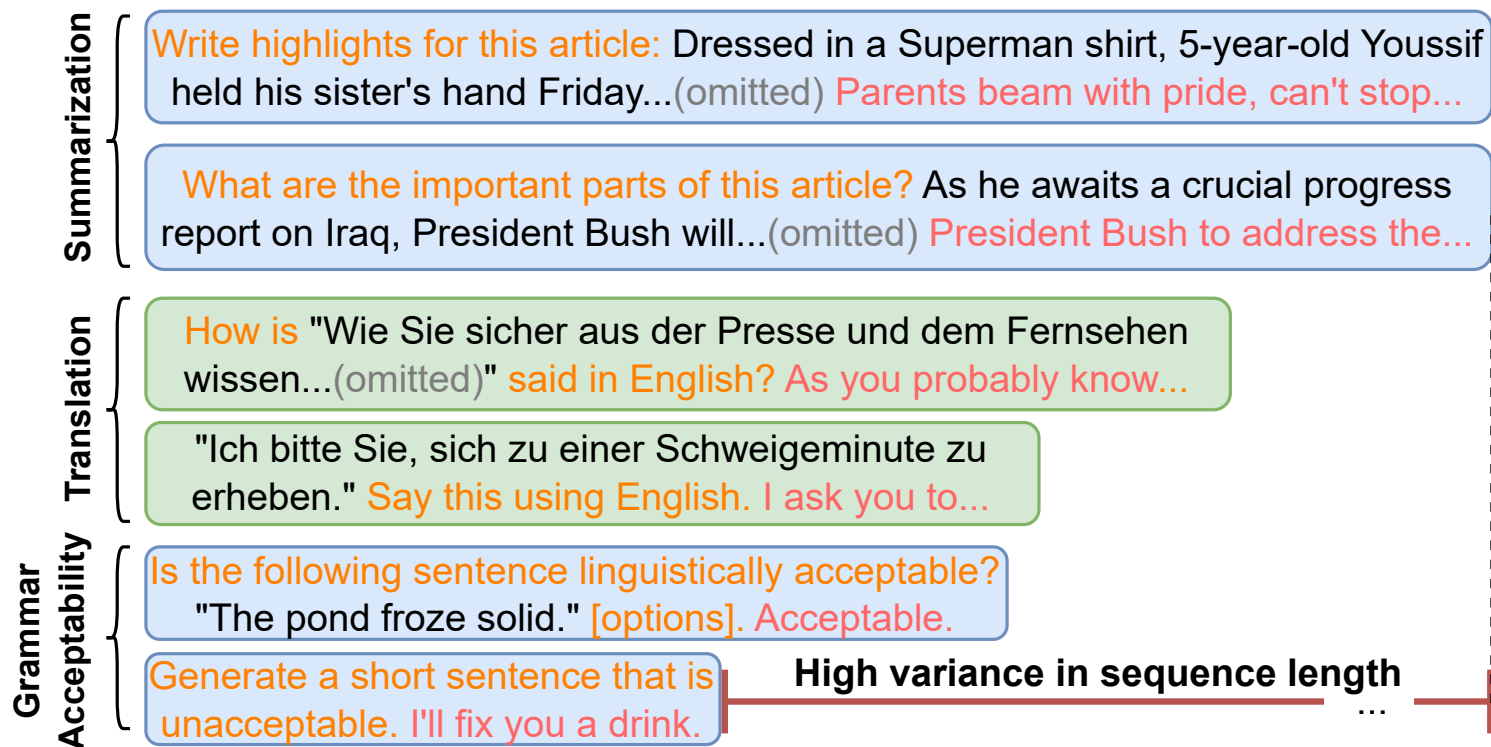 Summarization
Write highlights for this article: Dressed in a Superman shirt, 5-year-old Youssif
held his sister's hand Friday...(omitted) Parents beam with pride, can't stop...
What are the important parts of this article? As he awaits a crucial progress
report on Iraq, President Bush will...(omitted) President Bush to address the...
Translation
How is "Wie Sie sicher aus der Presse und dem Fernsehen
wissen...(omitted)" said in English? As you probably know...
"Ich bitte Sie, sich zu einer Schweigeminute zu
erheben." Say this using English. I ask you to...
Grammar
Acceptability
Is the following sentence linguistically acceptable?
"The pond froze solid." [options]. Acceptable.
Generate a short sentence that is
unacceptable. I'll fix you a drink.
High variance in sequence length
...